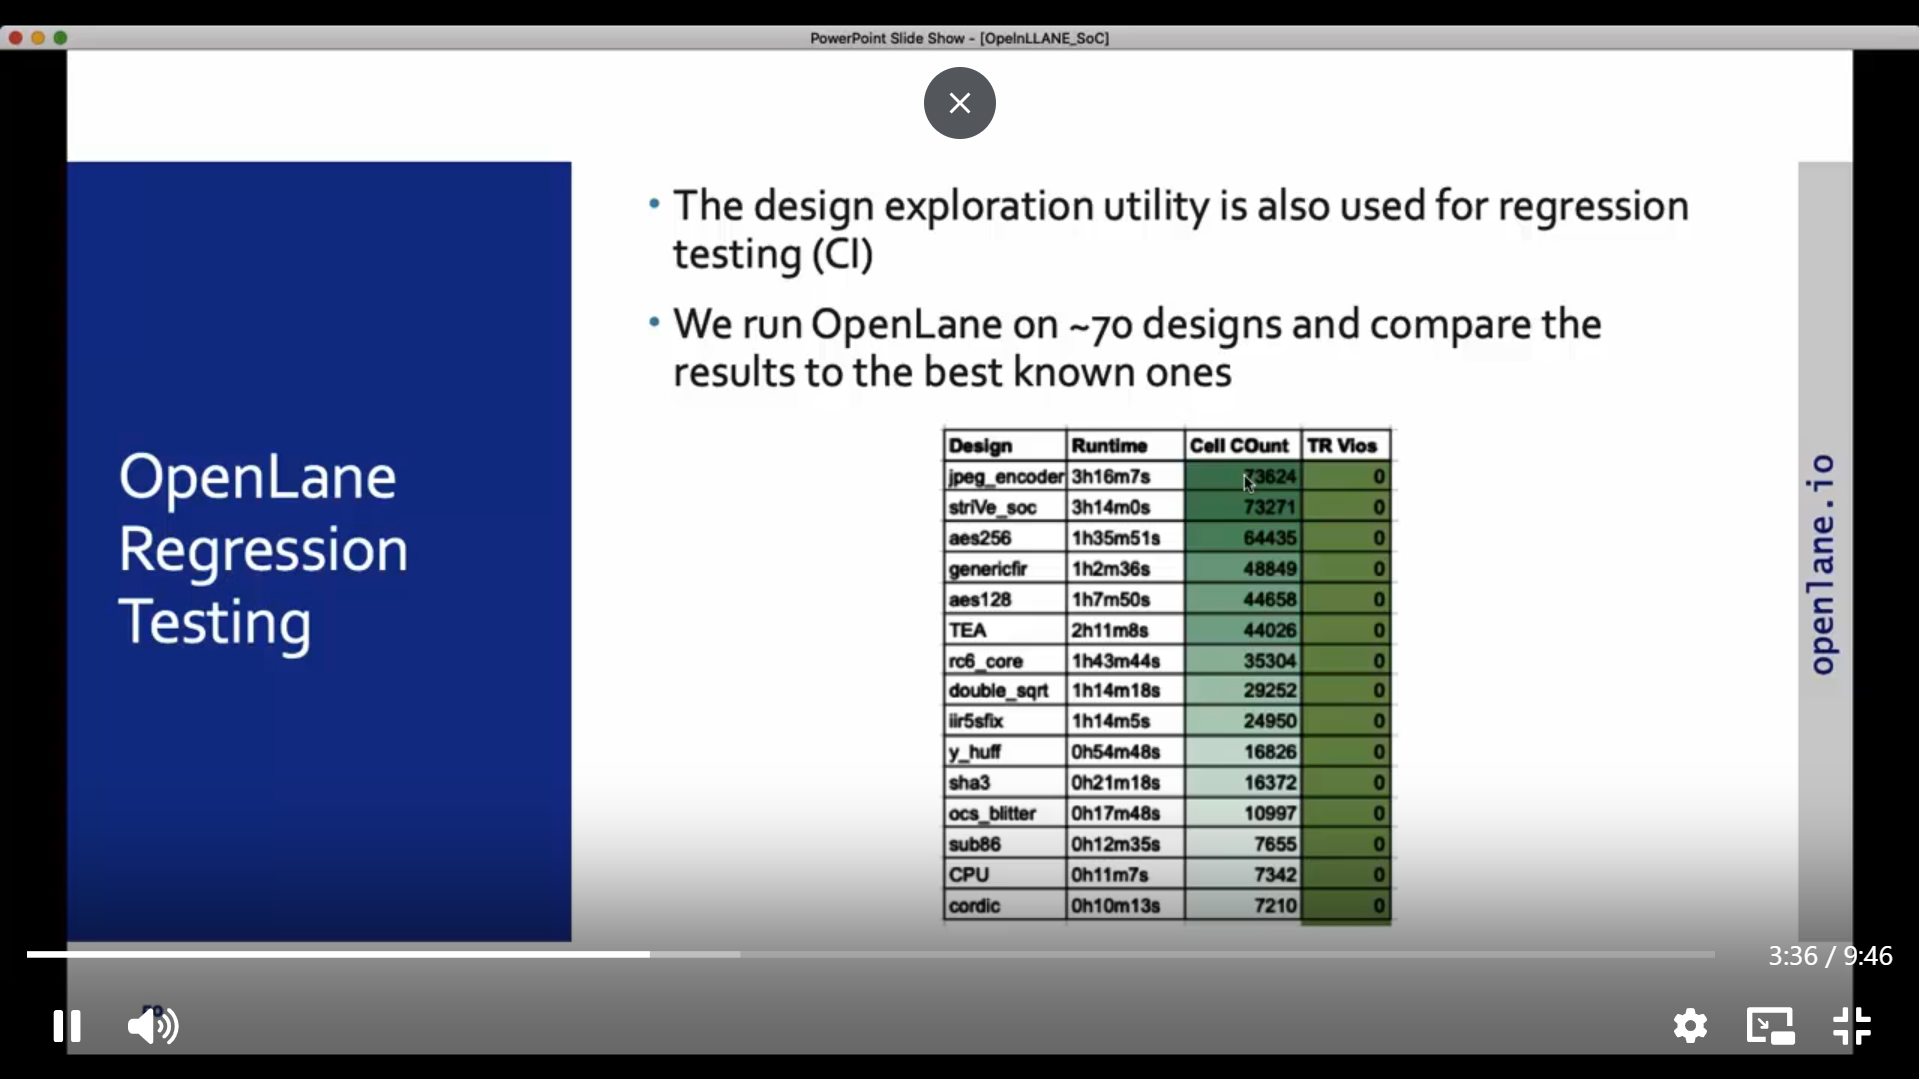 PowerPoint Slide Show - [OpeInLLANE_SoC]
• The design exploration utility is also used for regression
testing (CI)
• We run OpenLane on ~70 designs and compare the
results to the best known ones
OpenLane
Regression
Testing
Design Runtime Cell COunt TR Vios
jpeg_encoder 3h16m7s 73624 0
striVe_soc 3h14m0s 73271 0
aes256 1h35m51s 64435 0
genericfir 1h2m36s 48849 0
aes128 1h7m50s 44658 0
TEA 2h11m8s 44026 0
rc6_core 1h43m44s 35304 0
double_sqrt 1h14m18s 29252 0
iir5sfix 1h14m5s 24950 0
y_huff 0h54m48s 16826 0
sha3 0h21m18s 16372 0
ocs_blitter 0h17m48s 10997 0
sub86 0h12m35s 7655 0
CPU 0h11m7s 7342 0
cordic 0h10m13s 7210 0
openlane.io
3:36 / 9:46